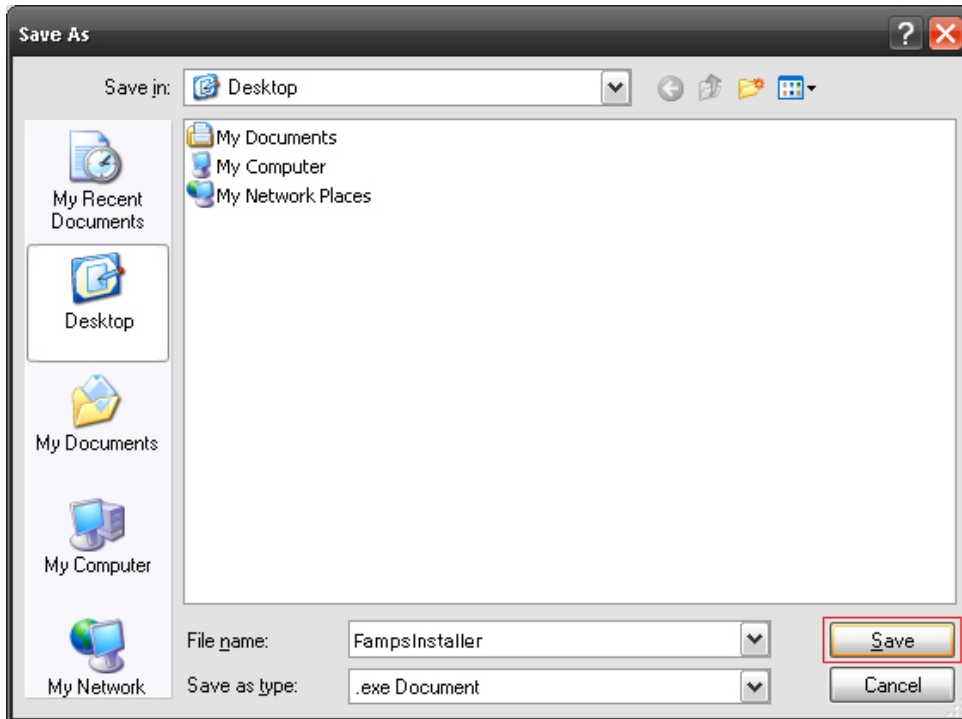 Save As
Save in:
Desktop
My Documents
My Computer
My Network Places
My Recent
Documents
Desktop
My Documents
My Computer
My Network
File name:
FampsInstaller
Save
Save as type:
.exe Document
Cancel